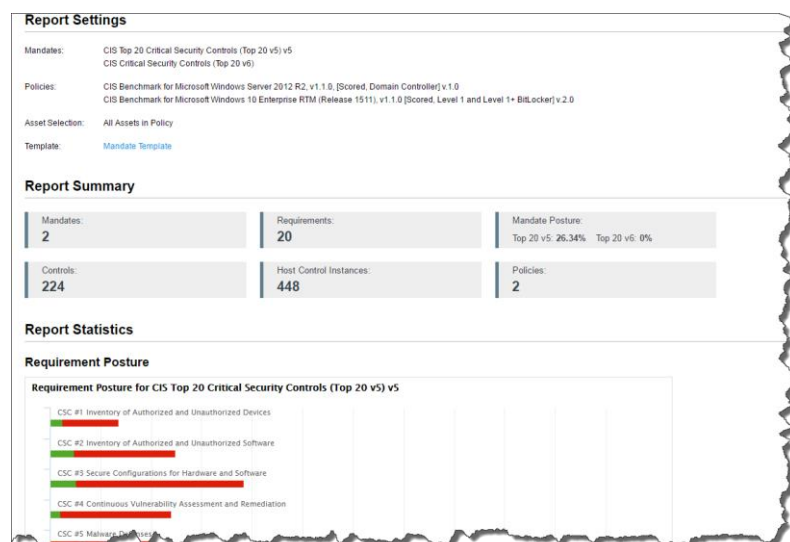 Report Settings
Mandates: CIS Top 20 Critical Security Controls (Top 20 v5) v5
CIS Critical Security Controls (Top 20 v6)
Policies: CIS Benchmark for Microsoft Windows Server 2012 R2, v1.1.0, [Scored, Domain Controller] v.1.0
CIS Benchmark for Microsoft Windows 10 Enterprise RTM (Release 1511), v1.1.0 [Scored, Level 1 and Level 1+ BitLocker] v.2.0
Asset Selection: All Assets in Policy
Template: Mandate Template
Report Summary
Mandates:
2
Requirements:
20
Mandate Posture:
Top 20 v5: 26.34% Top 20 v6: 0%
Controls:
224
Host Control Instances:
448
Policies:
2
Report Statistics
Requirement Posture
Requirement Posture for CIS Top 20 Critical Security Controls (Top 20 v5) v5
CSC #1 Inventory of Authorized and Unauthorized Devices
CSC #2 Inventory of Authorized and Unauthorized Software
CSC #3 Secure Configurations for Hardware and Software
CSC #4 Continuous Vulnerability Assessment and Remediation
CSC #5 Malware Defenses